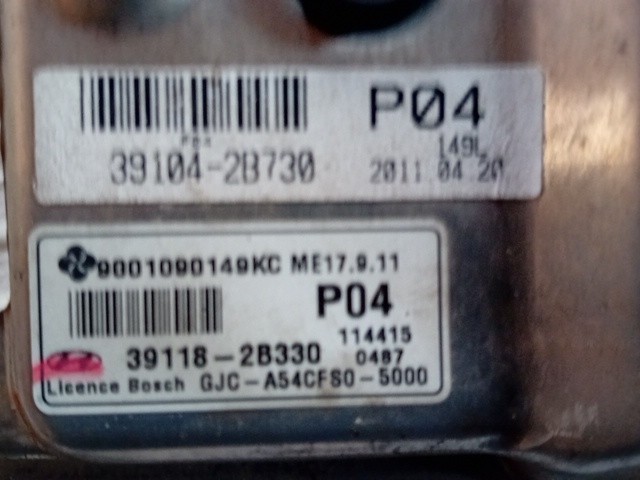 P04
149L
39104-2B730
2011.04.20
9001090149KC ME17.9.11
P04
114415
39118-2B330 0487
Licence Bosch GJC-A54CFS0-5000